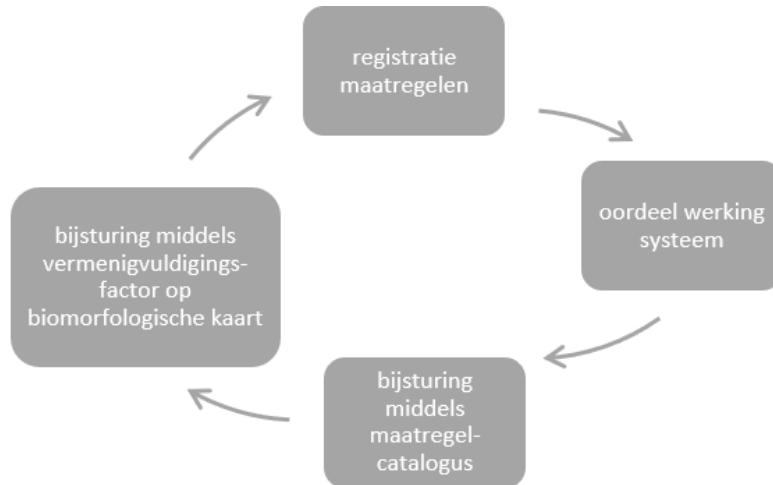 registratie
maatregelen
oordeel werking
systeem
bijsturing
middels
maatregel-
catalogus
bijsturing middels
vermenigvuldigings-
factor op
biomorfologische kaart